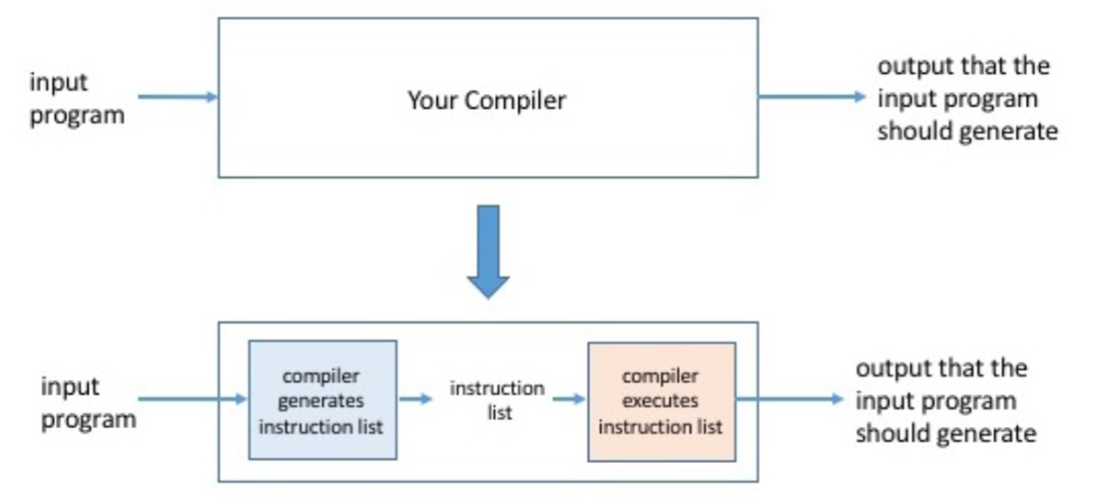 input
program
Your Compiler
output that the
input program
should generate
input
program
compiler
generates
instruction list
instruction
list
compiler
executes
instruction list
output that the
input program
should generate